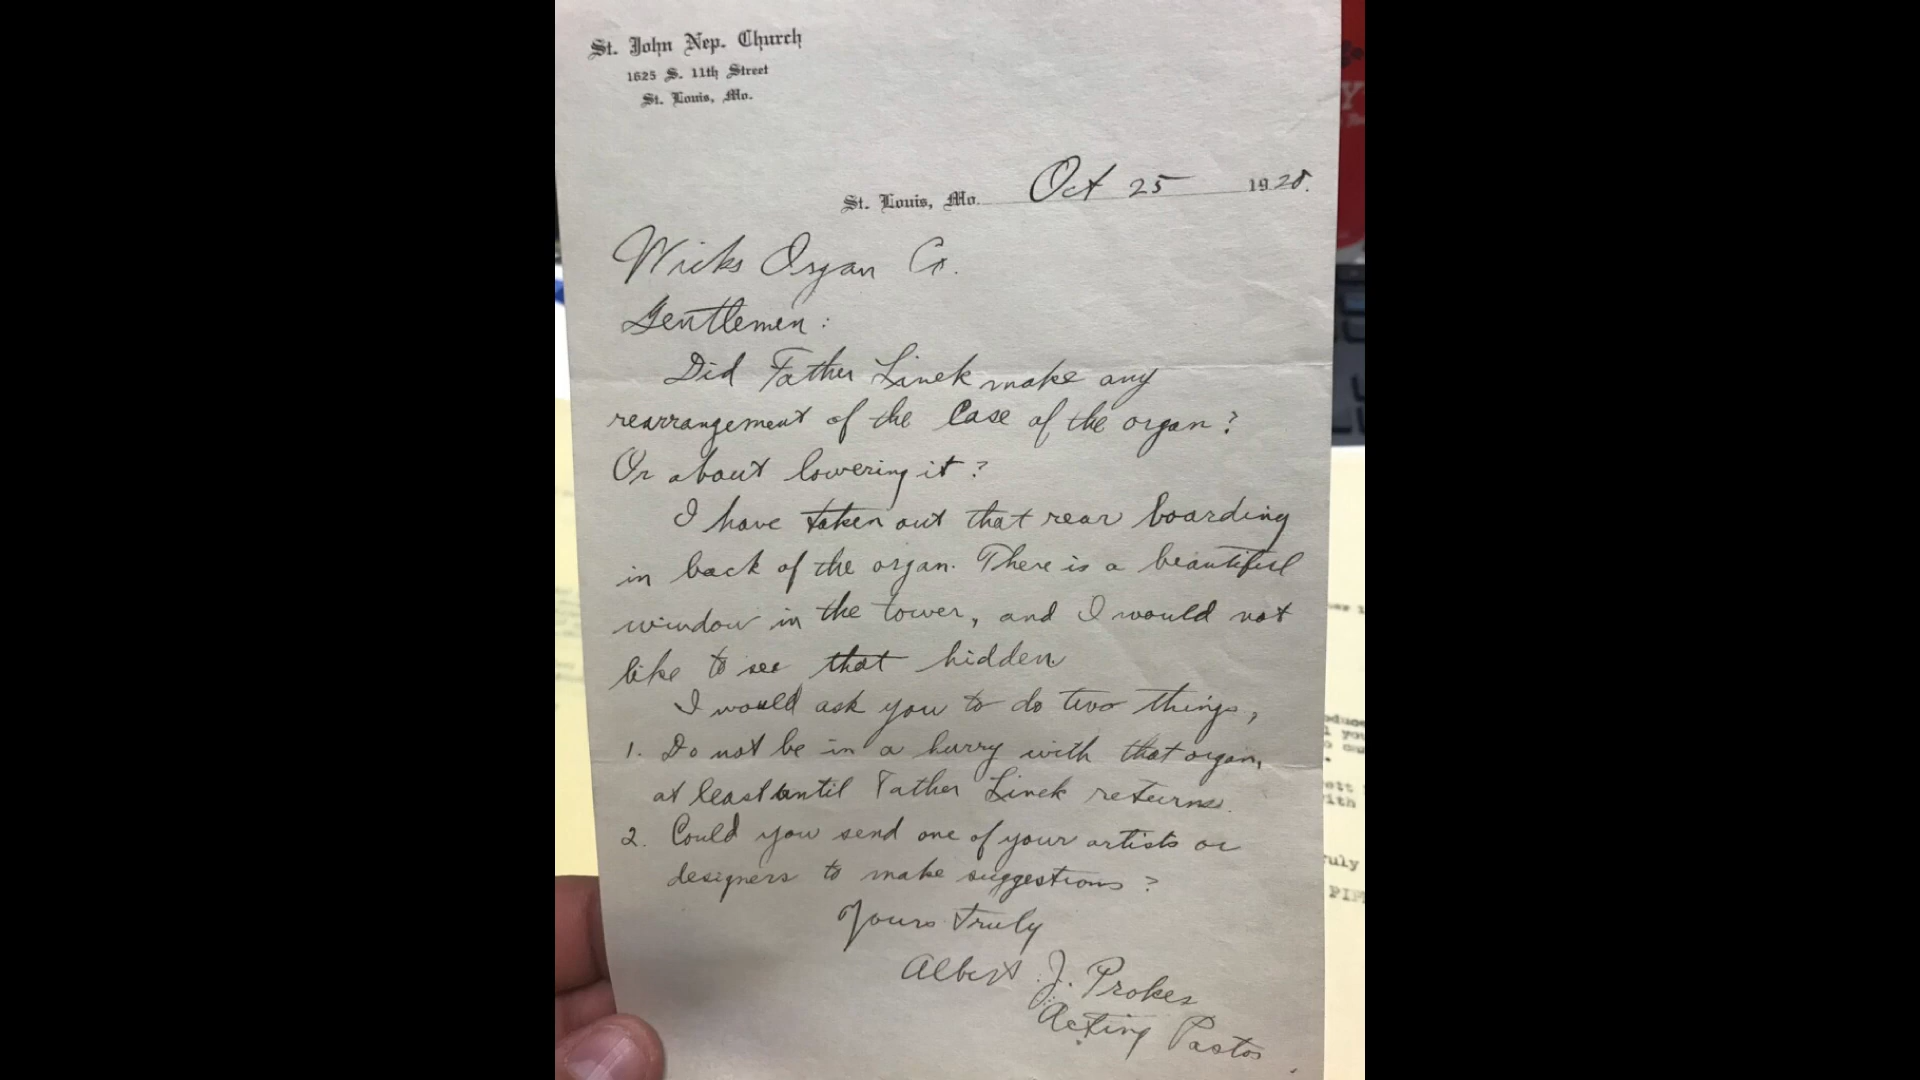 St. John Nep. Church
1625 S. 11th Street
St. Louis, Mo.
St. Louis, Mo. Oct 25 1928.
Wicks Organ Co.
Gentlemen:
Did Father Linek make any
rearrangement of the Case of the organ?
Or about lowering it?
I have taken out that rear boarding
in back of the organ. There is a beautiful
window in the tower, and I would not
like to see that hidden
I would ask you to do two things,
1. Do not be in a hurry with that organ,
at least until Father Linek returns.
2. Could you send one of your artists or
designers to make suggestions?
Yours truly
Albert J. Prokes
Acting Pastor